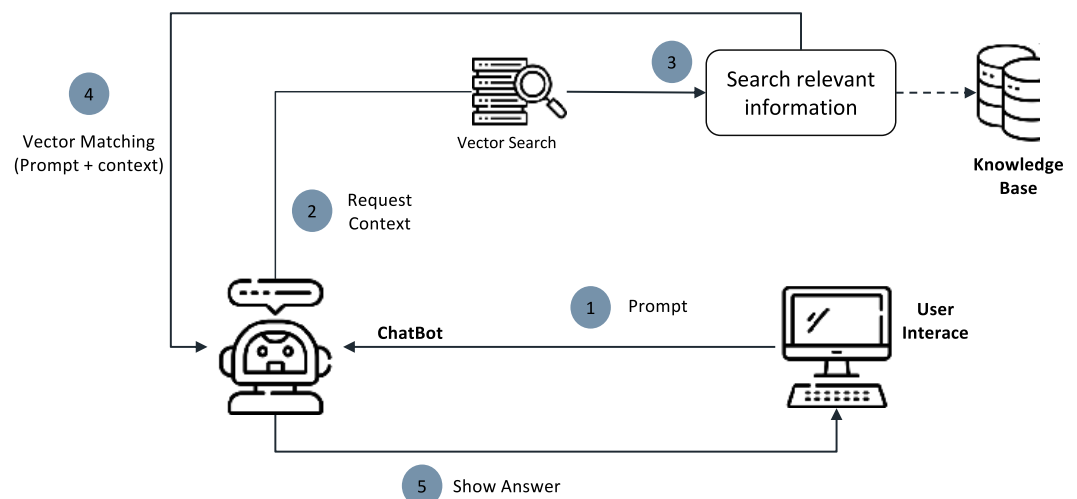 4
Vector Matching
(Prompt + context)
3
Search relevant
information
Vector Search
Knowledge
Base
2
Request
Context
1
Prompt
ChatBot
User
Interace
5
Show Answer